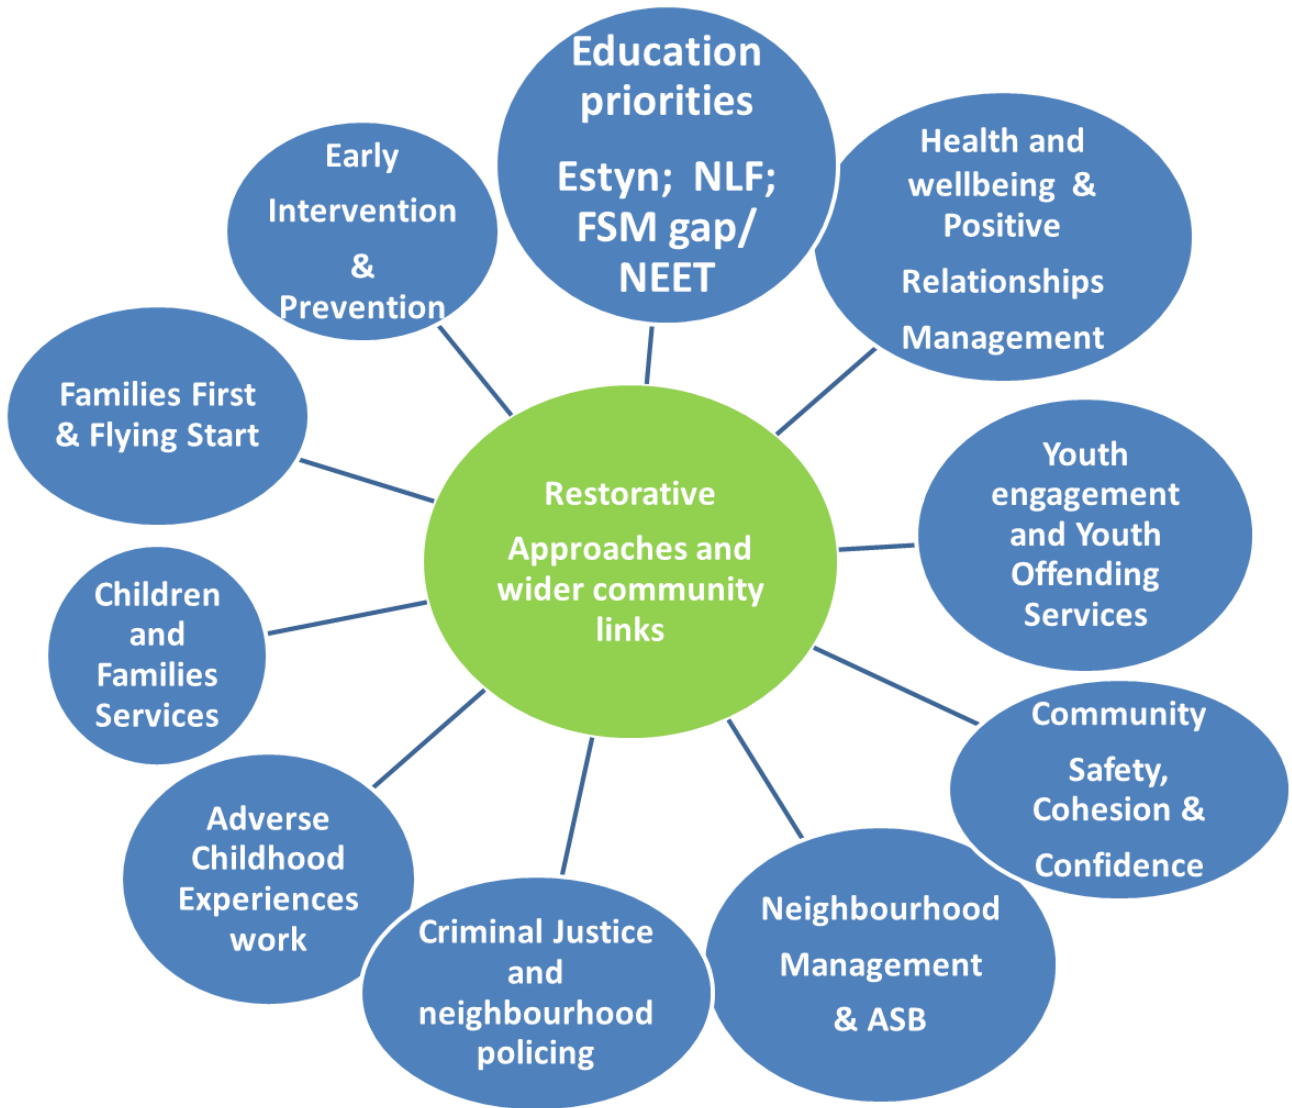 Education
priorities
Estyn; NLF;
FSM gap/
NEET
Health and
wellbeing &
Positive
Relationships
Management
Youth
engagement
and Youth
Offending
Services
Community
Safety,
Cohesion &
Confidence
Neighbourhood
Management
& ASB
Criminal Justice
and
neighbourhood
policing
Adverse
Childhood
Experiences
work
Children
and
Families
Services
Families First
& Flying Start
Early
Intervention
&
Prevention
Restorative
Approaches and
wider community
links